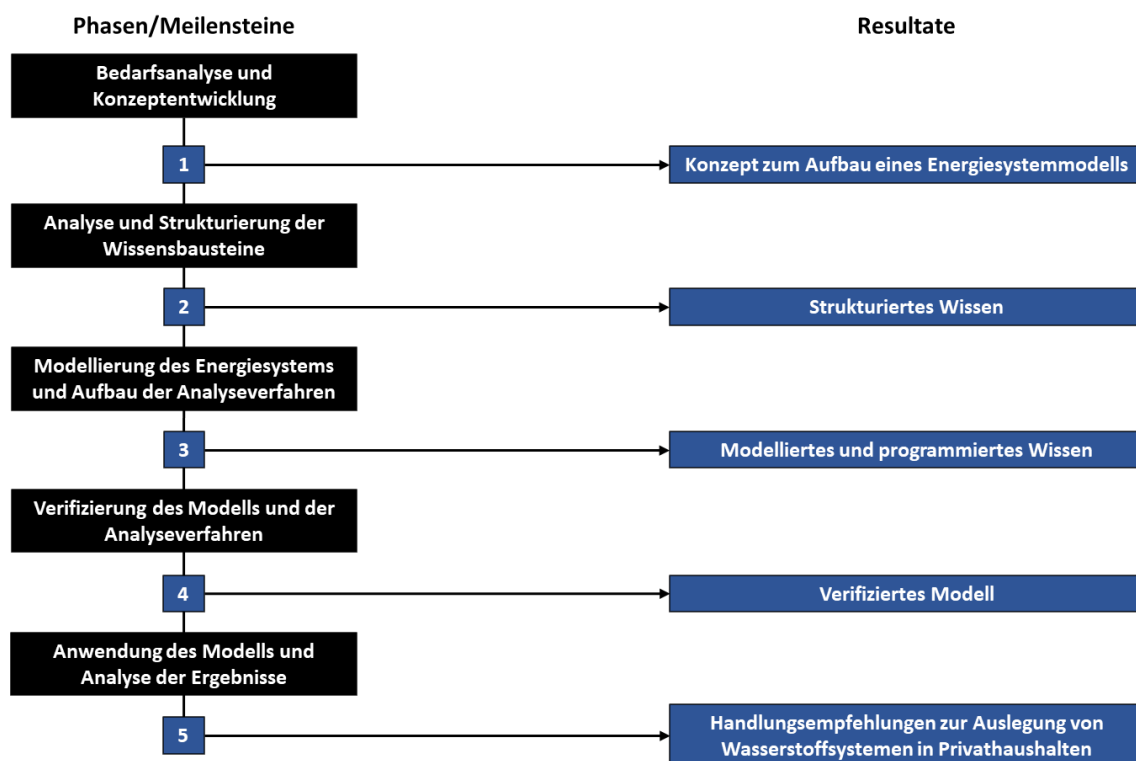 Phasen/Meilensteine
Resultate
Bedarfsanalyse und
Konzeptentwicklung
1
Konzept zum Aufbau eines Energiesystemmodells
Analyse und Strukturierung der
Wissensbausteine
2
Strukturiertes Wissen
Modellierung des Energiesystems
und Aufbau der Analyseverfahren
3
Modelliertes und programmiertes Wissen
Verifizierung des Modells und der
Analyseverfahren
4
Verifiziertes Modell
Anwendung des Modells und
Analyse der Ergebnisse
5
Handlungsempfehlungen zur Auslegung von
Wasserstoffsystemen in Privathaushalten